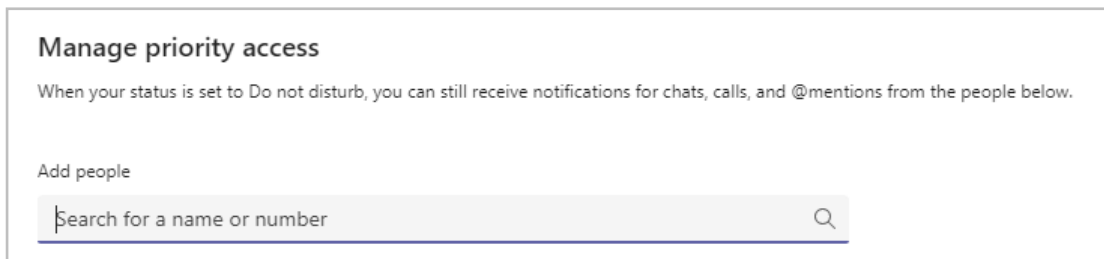 Manage priority access
When your status is set to Do not disturb, you can still receive notifications for chats, calls, and @mentions from the people below.
Add people
Search for a name or number